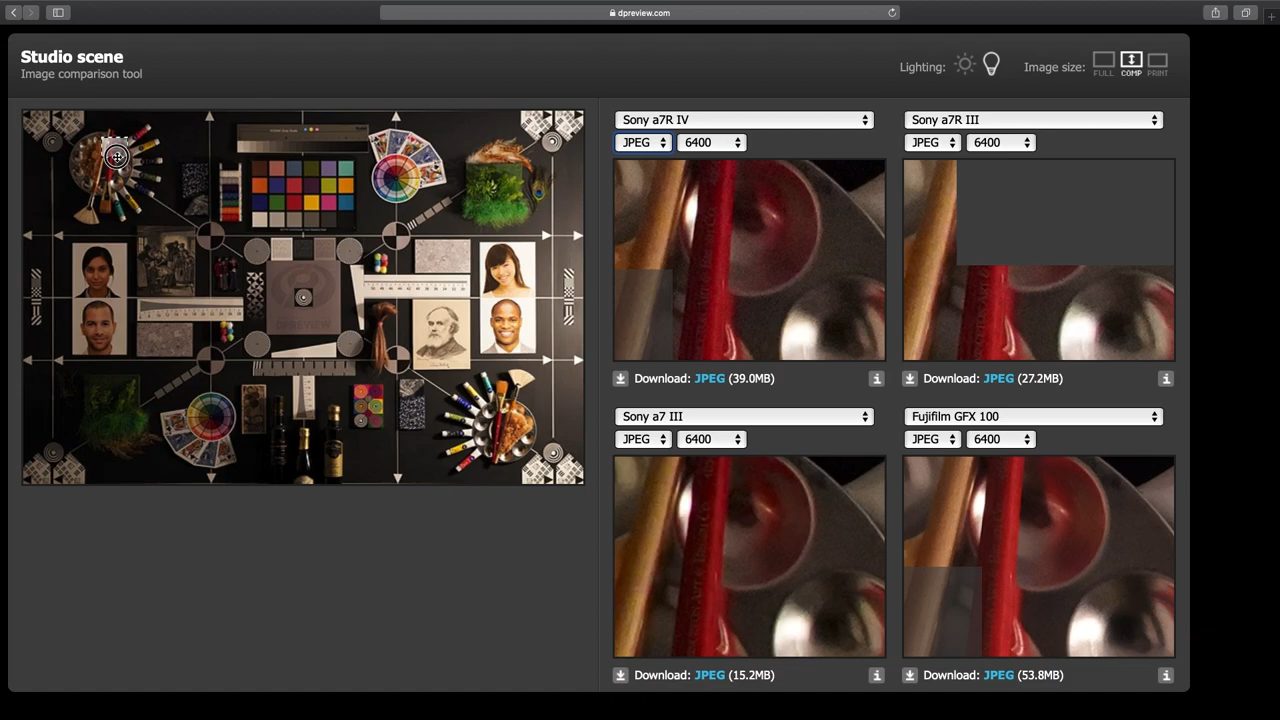 dpreview.com
Studio scene
Image comparison tool
Lighting:
Image size:
FULL
COMP
PRINT
Sony a7R IV
JPEG
6400
Download: JPEG (39.0MB)
Sony a7R III
JPEG
6400
Download: JPEG (27.2MB)
Sony a7 III
JPEG
6400
Download: JPEG (15.2MB)
Fujifilm GFX 100
JPEG
6400
Download: JPEG (53.8MB)
DPREVIEW